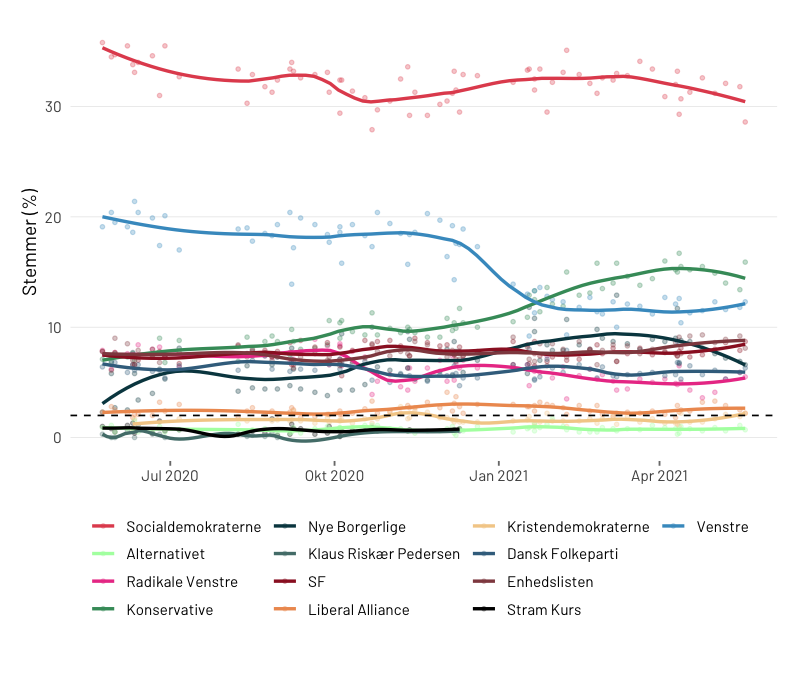 Stemmer (%)
30
20
10
0
Jul 2020 Okt 2020 Jan 2021 Apr 2021
Socialdemokraterne Nye Borgerlige Kristendemokraterne Venstre
Alternativet Klaus Riskær Pedersen Dansk Folkeparti
Radikale Venstre SF Enhedslisten
Konservative Liberal Alliance Stram Kurs